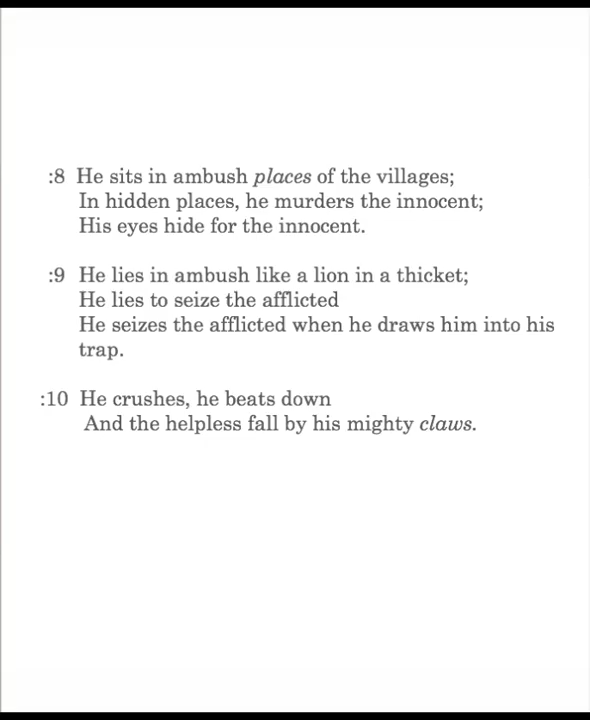 :8 He sits in ambush places of the villages;
In hidden places, he murders the innocent;
His eyes hide for the innocent.
:9 He lies in ambush like a lion in a thicket;
He lies to seize the afflicted
He seizes the afflicted when he draws him into his
trap.
:10 He crushes, he beats down
And the helpless fall by his mighty claws.